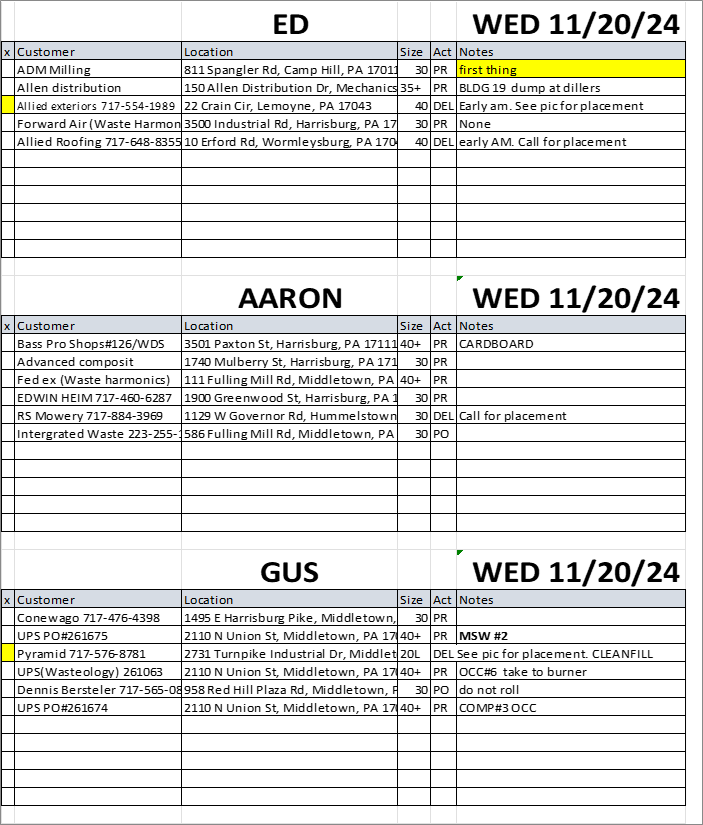 ED WED 11/20/24
x Customer Location Size Act Notes
ADM Milling 811 Spangler Rd, Camp Hill, PA 17011 30 PR first thing
Allen distribution 150 Allen Distribution Dr, Mechanics 35+ PR BLDG 19 dump at dillers
Allied exteriors 717-554-1989 22 Crain Cir, Lemoyne, PA 17043 40 DEL Early am. See pic for placement
Forward Air (Waste Harmon 3500 Industrial Rd, Harrisburg, PA 17 30 PR None
Allied Roofing 717-648-8355 10 Erford Rd, Wormleysburg, PA 170 40 DEL early AM. Call for placement
AARON WED 11/20/24
x Customer Location Size Act Notes
Bass Pro Shops#126/WDS 3501 Paxton St, Harrisburg, PA 17111 40+ PR CARDBOARD
Advanced composit 1740 Mulberry St, Harrisburg, PA 171 30 PR
Fed ex (Waste harmonics) 111 Fulling Mill Rd, Middletown, PA 40+ PR
EDWIN HEIM 717-460-6287 1900 Greenwood St, Harrisburg, PA 1 30 PR
RS Mowery 717-884-3969 1129 W Governor Rd, Hummelstown 30 DEL Call for placement
Intergrated Waste 223-255-1 586 Fulling Mill Rd, Middletown, PA 30 PO
GUS WED 11/20/24
x Customer Location Size Act Notes
Conewago 717-476-4398 1495 E Harrisburg Pike, Middletown, 30 PR
UPS PO#261675 2110 N Union St, Middletown, PA 170 40+ PR MSW #2
Pyramid 717-576-8781 2731 Turnpike Industrial Dr, Middlet 20L DEL See pic for placement. CLEANFILL
UPS(Wasteology) 261063 2110 N Union St, Middletown, PA 170 40+ PR OCC#6 take to burner
Dennis Bersteler 717-565-08 958 Red Hill Plaza Rd, Middletown, P 30 PO do not roll
UPS PO#261674 2110 N Union St, Middletown, PA 170 40+ PR COMP#3 OCC